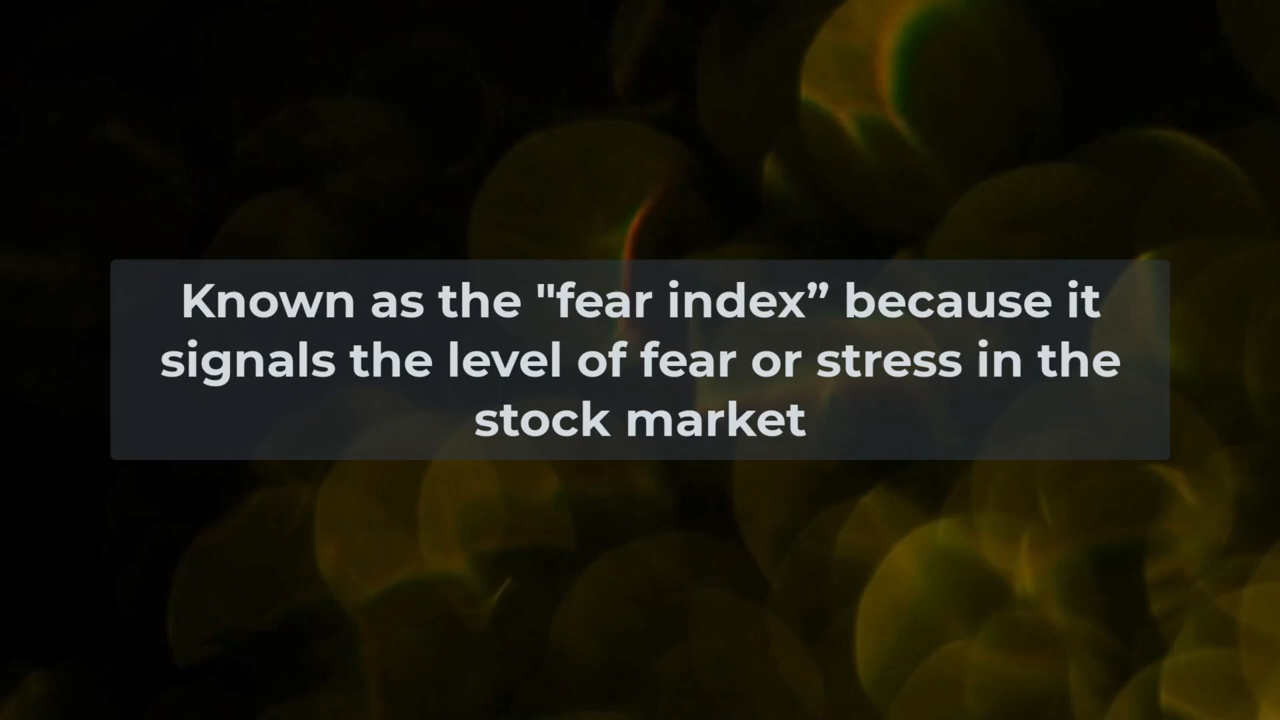 Known as the "fear index” because it
signals the level of fear or stress in the
stock market